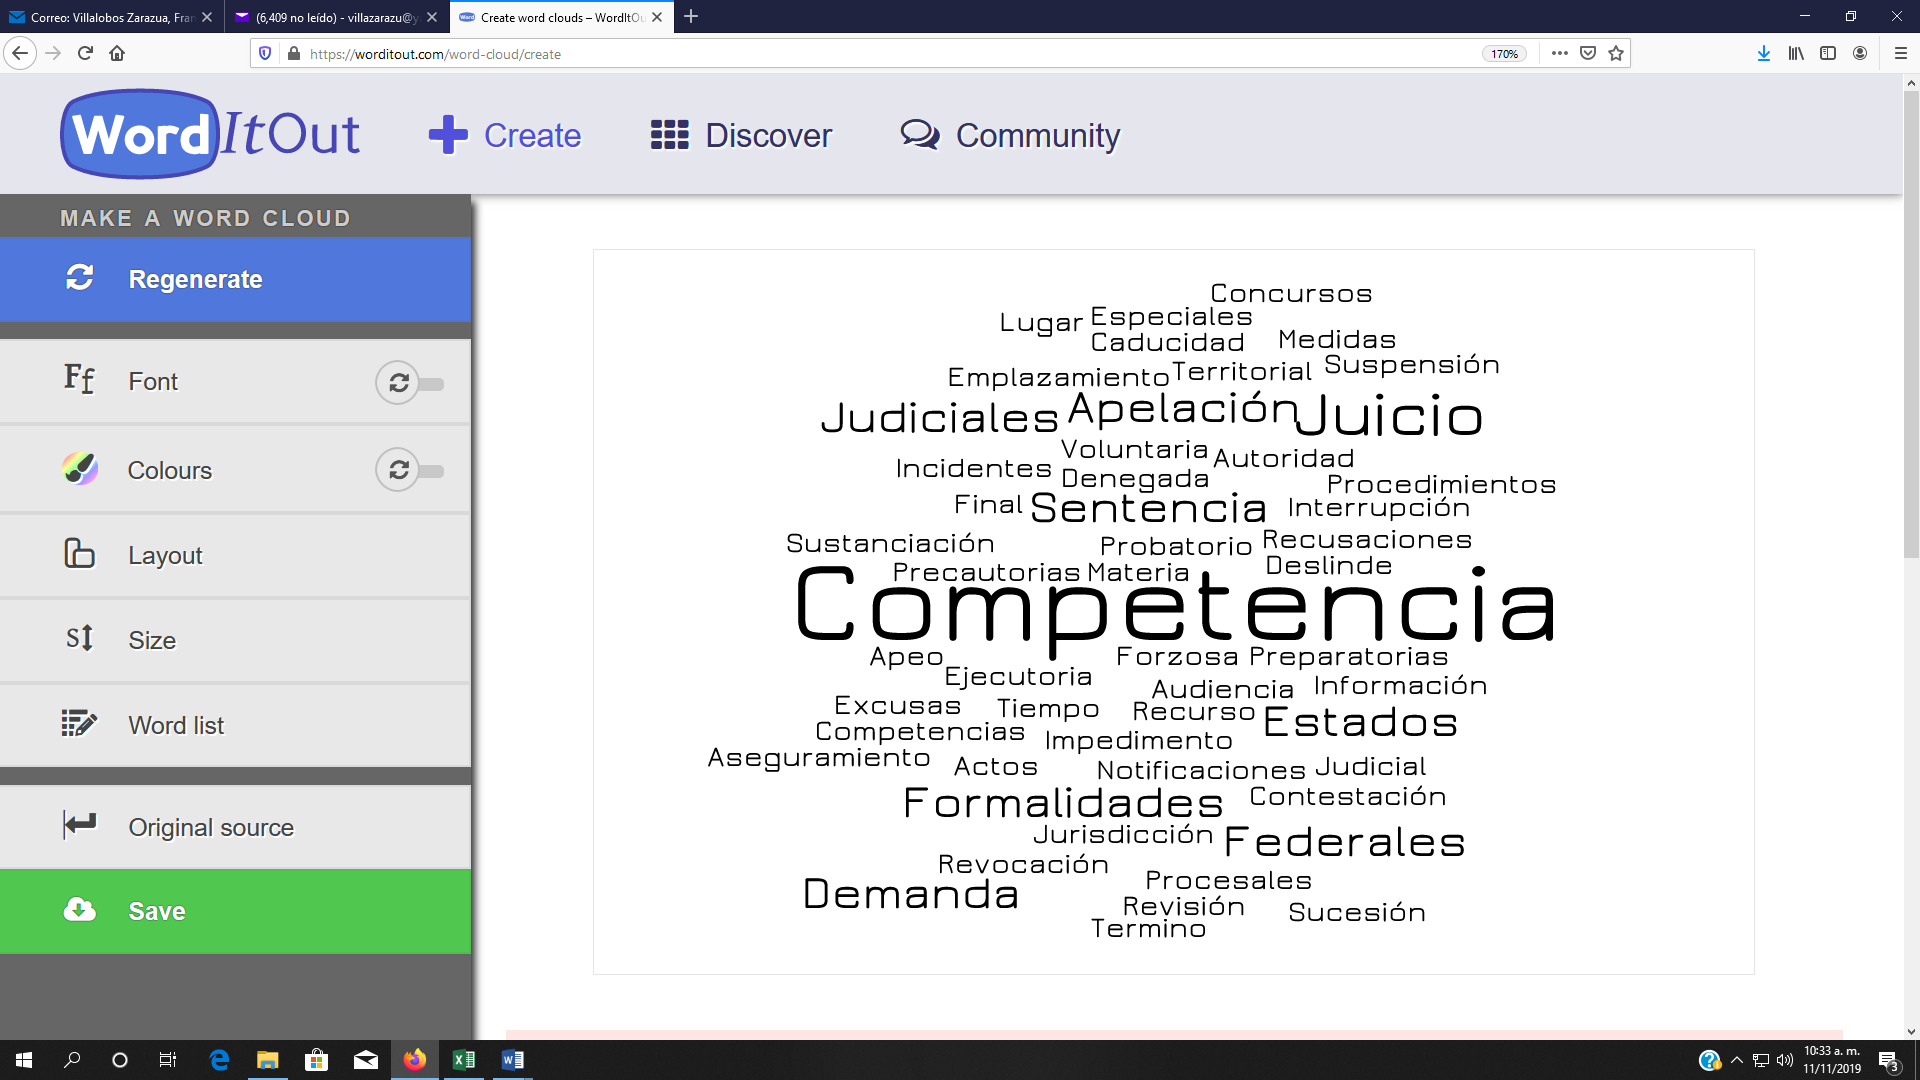 Correo: Villalobos Zarazua, Fran
(6,409 no leído) - villazarazu@y
Create word clouds – WordItOu
https://worditout.com/word-cloud/create
170%
WordItOut
Create
Discover
Community
MAKE A WORD CLOUD
Regenerate
Ff Font
Colours
Layout
S Size
Word list
Original source
Save
Concursos
Lugar Especiales
Caducidad Medidas
Emplazamiento Territorial Suspensión
Judiciales Apelación Juicio
Voluntaria Autoridad
Incidentes Denegada Procedimientos
Final Sentencia Interrupción
Sustanciación Probatorio Recusaciones
Precautorias Materia Deslinde
Competencia
Apeo Forzosa Preparatorias
Ejecutoria Audiencia Información
Excusas Tiempo Recurso Estados
Competencias Impedimento
Aseguramiento Actos Notificaciones Judicial
Formalidades Contestación
Jurisdicción Federales
Revocación
Demanda Procesales
Revisión Sucesión
Termino
10:33 a. m.
11/11/2019
3